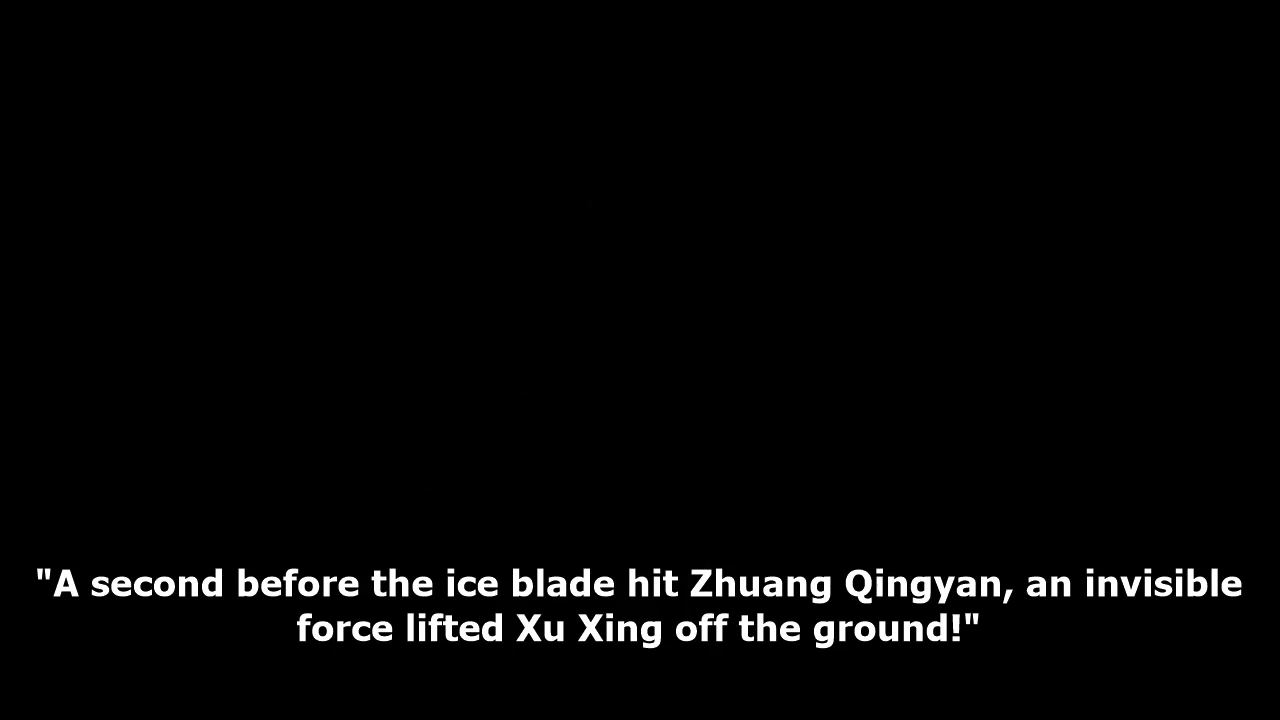 "A second before the ice blade hit Zhuang Qingyan, an invisible
force lifted Xu Xing off the ground!"